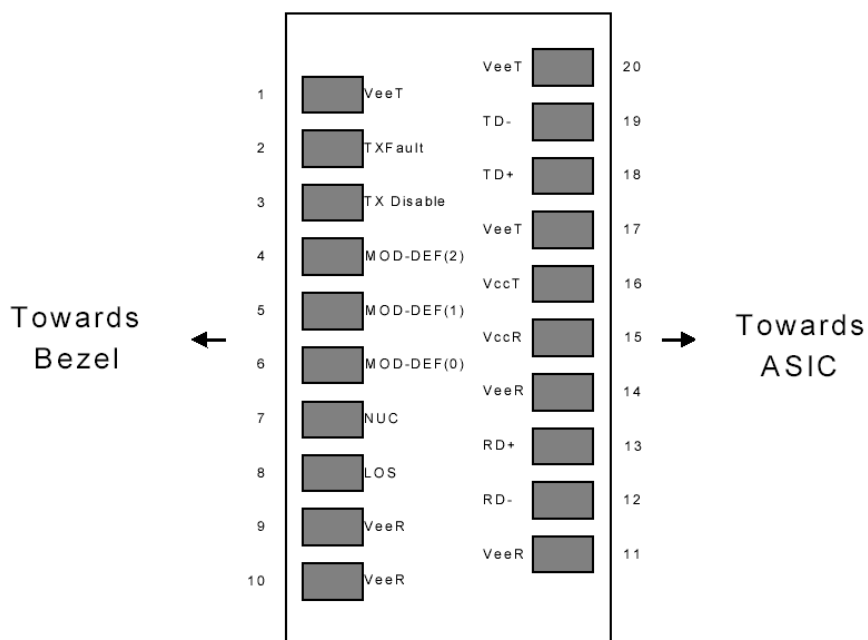 VeeT 20
1 VeeT
TD- 19
2 TXFault
TD+ 18
3 TX Disable
VeeT 17
4 MOD-DEF(2)
VccT 16
5 MOD-DEF(1)
Towards
Bezel
VccR 15
Towards
ASIC
6 MOD-DEF(0)
VeeR 14
7 NUC
RD+ 13
8 LOS
RD- 12
9 VeeR
VeeR 11
10 VeeR